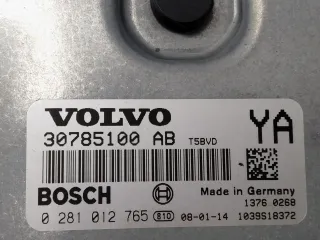 VOLVO
30785100 AB T5BVD YA
BOSCH Made in Germany
1376 0268
0 281 012 765 81D 08-01-14 1039S18372